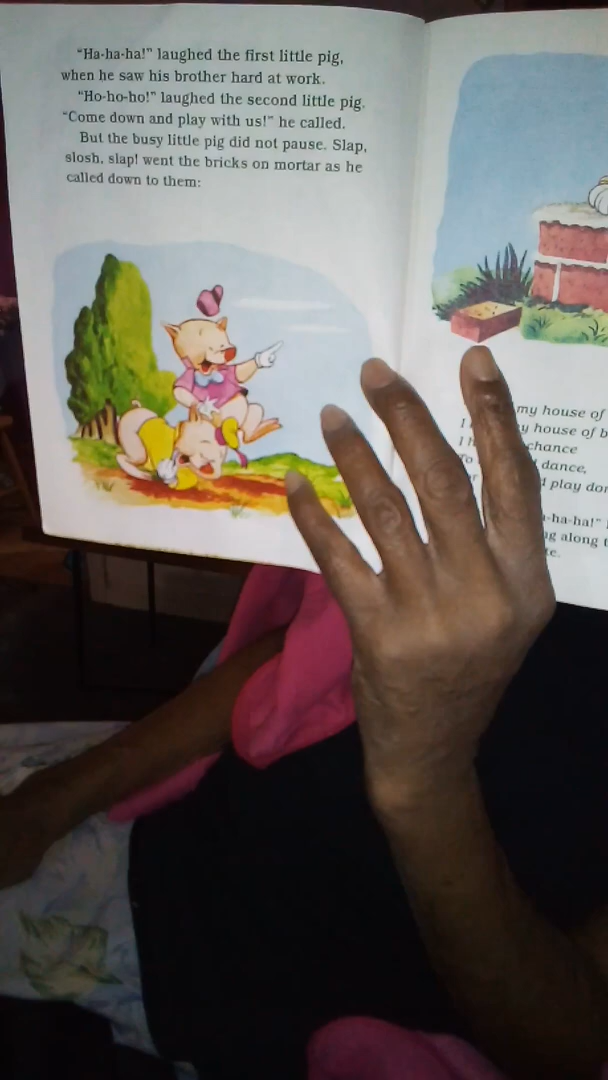 "Ha-ha-ha!" laughed the first little pig,
when he saw his brother hard at work.
"Ho-ho-ho!" laughed the second little pig.
"Come down and play with us!" he called.
But the busy little pig did not pause. Slap,
slosh, slap! went the bricks on mortar as he
called down to them:
my house of
I y house of b
I h chance
To dance,
d play
a-ha-ha!"
ng along t
te.